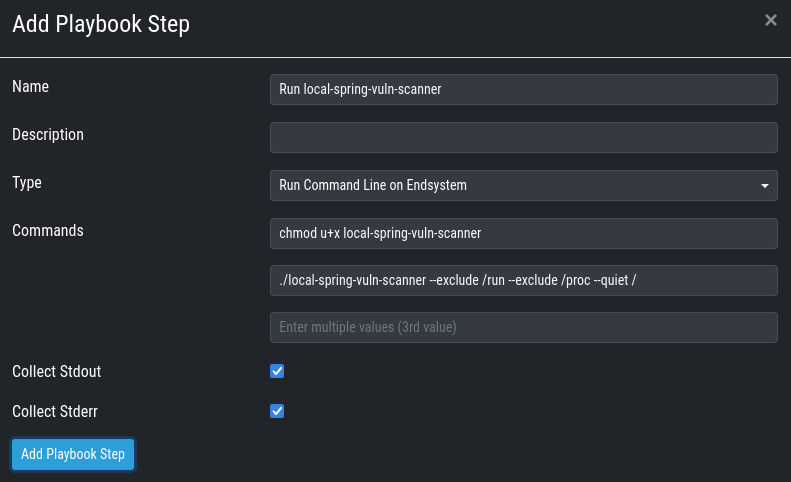 Add Playbook Step
×
Name
Run local-spring-vuln-scanner
Description
Type
Run Command Line on Endsystem
Commands
chmod u+x local-spring-vuln-scanner
./local-spring-vuln-scanner --exclude /run --exclude /proc --quiet /
Enter multiple values (3rd value)
Collect Stdout
Collect Stderr
Add Playbook Step